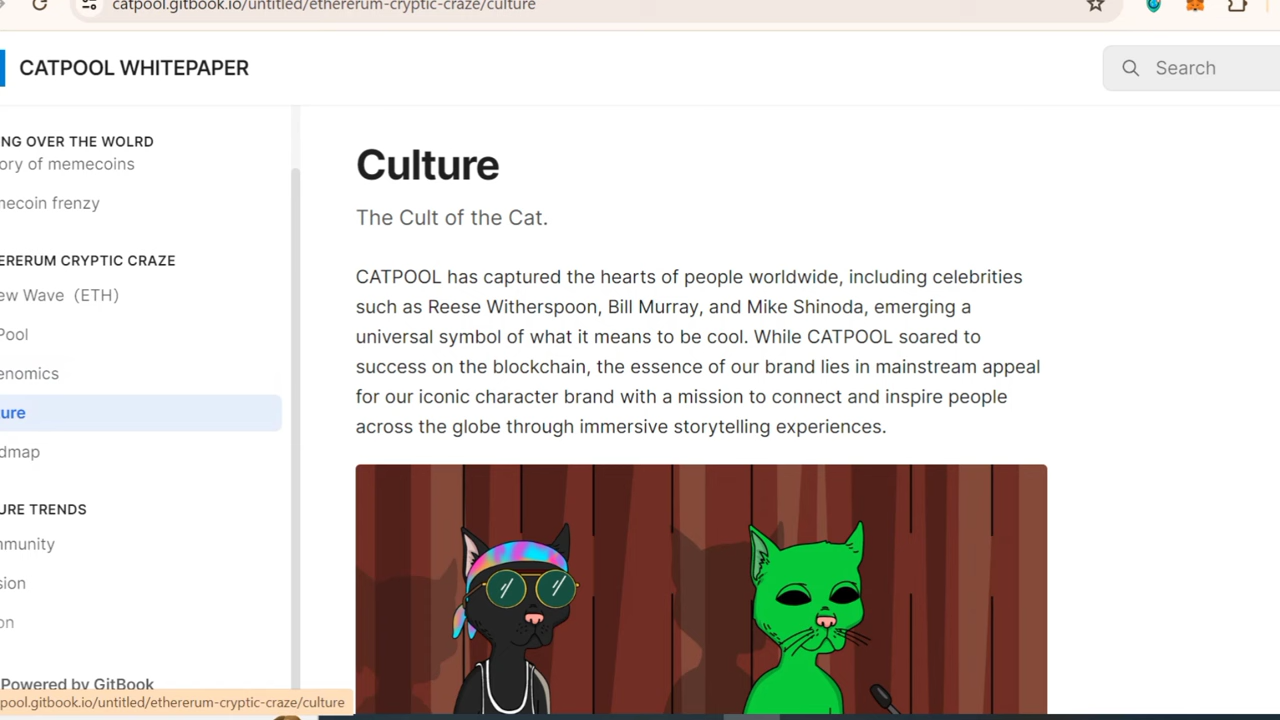 catpool.gitbook.io/untitled/ethererum-cryptic-craze/culture
CATPOOL WHITEPAPER
Search
NG OVER THE WOLRD
ory of memecoins
necoin frenzy
ERERUM CRYPTIC CRAZE
ew Wave (ETH)
Pool
enomics
ure
dmap
URE TRENDS
munity
sion
on
Powered by GitBook
pool.gitbook.io/untitled/ethererum-cryptic-craze/culture
Culture
The Cult of the Cat.
CATPOOL has captured the hearts of people worldwide, including celebrities
such as Reese Witherspoon, Bill Murray, and Mike Shinoda, emerging a
universal symbol of what it means to be cool. While CATPOOL soared to
success on the blockchain, the essence of our brand lies in mainstream appeal
for our iconic character brand with a mission to connect and inspire people
across the globe through immersive storytelling experiences.